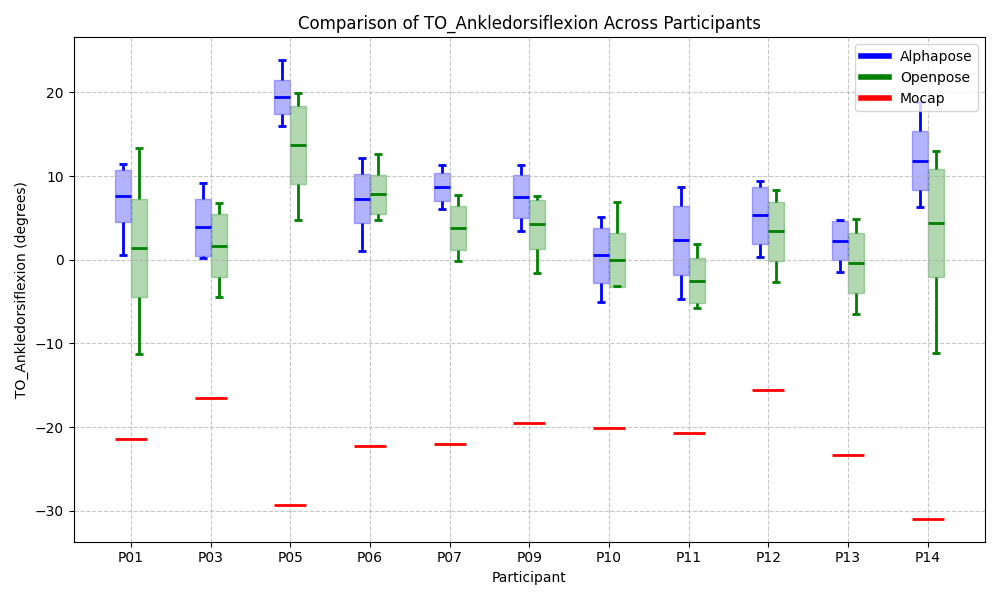 Comparison of TO_Ankledorsiflexion Across Participants
Alphapose
Openpose
Mocap
TO_Ankledorsiflexion (degrees)
20
10
0
−10
−20
−30
P01 P03 P05 P06 P07 P09 P10 P11 P12 P13 P14
Participant